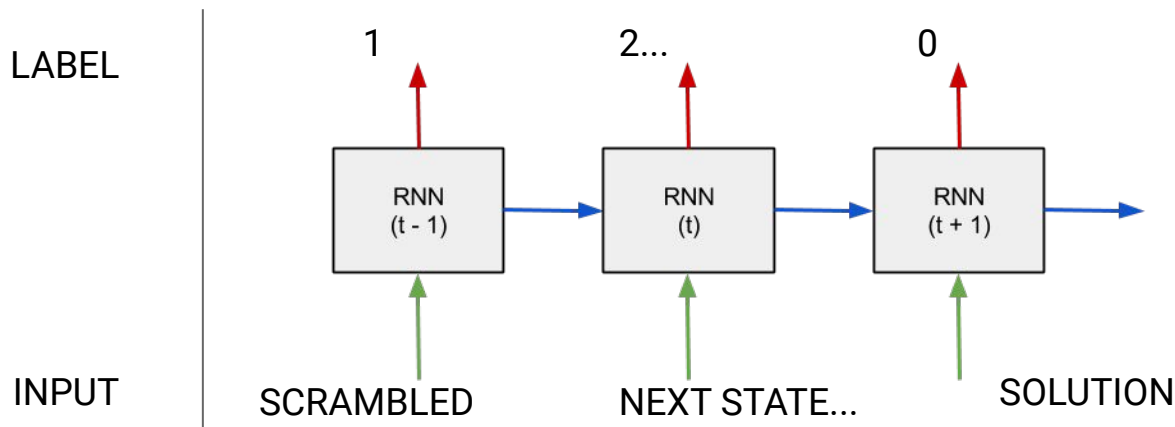 LABEL
1
2...
0
RNN
(t - 1)
RNN
(t)
RNN
(t + 1)
INPUT
SCRAMBLED
NEXT STATE...
SOLUTION